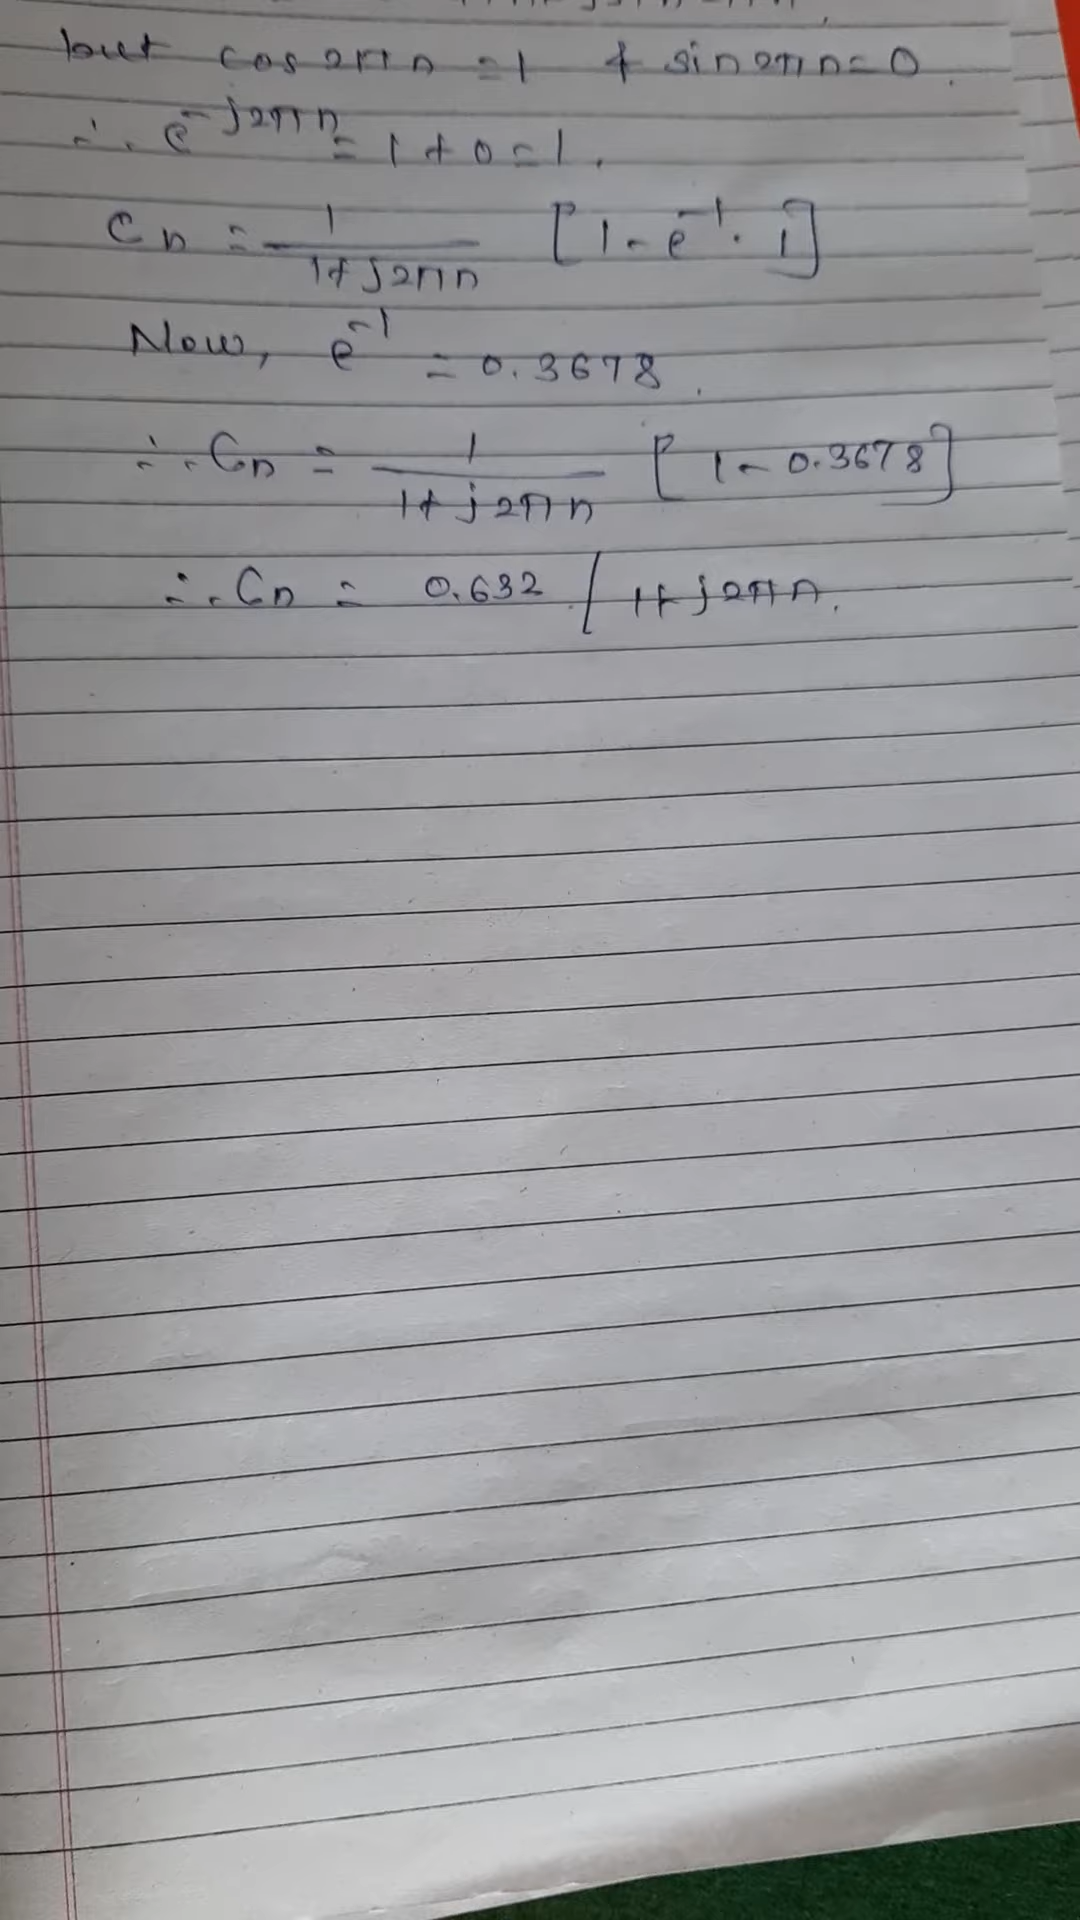 but cos 2πn = 1 & sin 2πn = 0.
∴ e^-j2πn = 1 + 0 = 1.
Cn = 1 / 1+j2πn [1 - e^-1 . 1]
Now, e^-1 = 0.3678.
∴ Cn = 1 / 1+j2πn [1 - 0.3678]
∴ Cn = 0.632 / 1+j2πn.